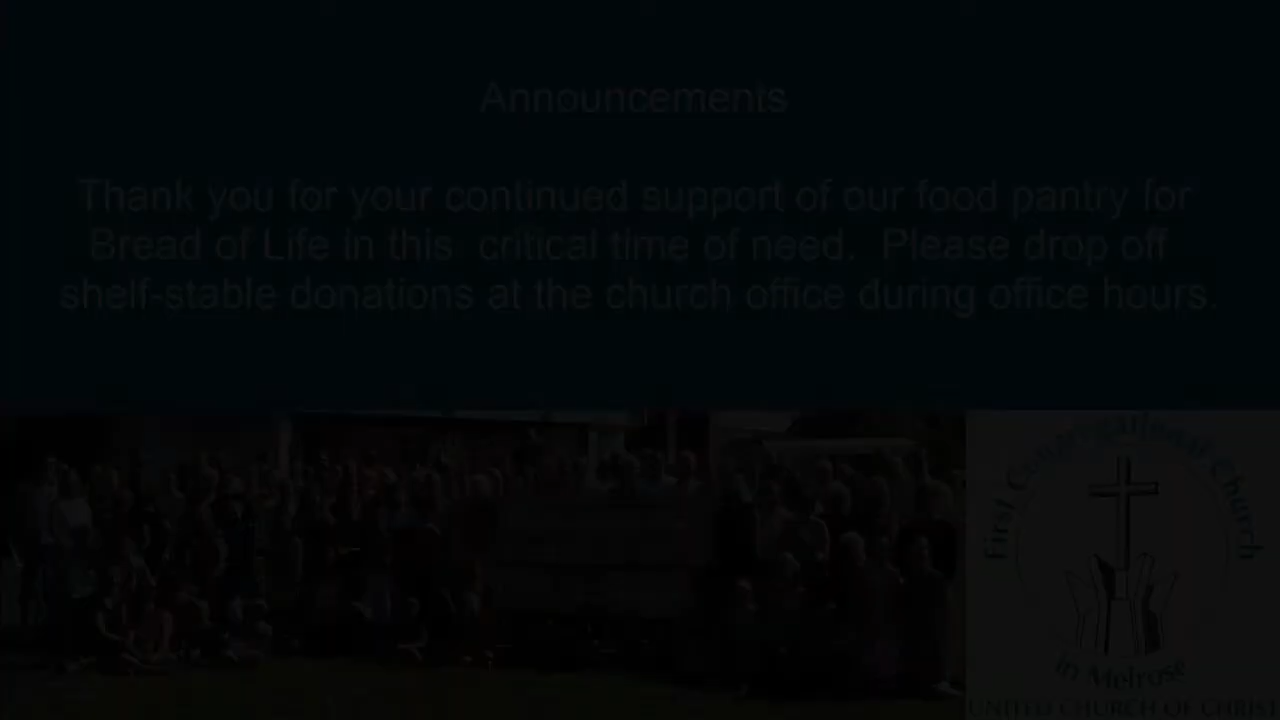 Announcements
Thank you for your continued support of our food pantry for
Bread of Life in this critical time of need. Please drop off
shelf-stable donations at the church office during office hours.
First Congregational Church
in Melrose
UNITED CHURCH OF CHRIST